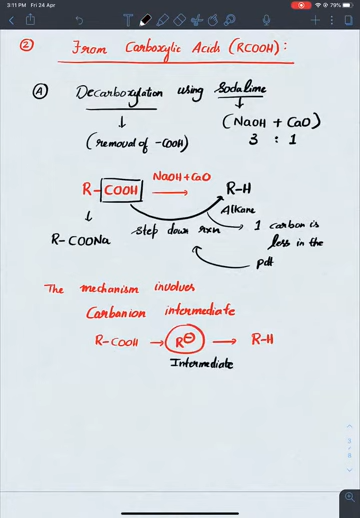 3:11 PM Fri 24 Apr
② From Carboxylic Acids (RCOOH):
Ⓐ Decarboxylation using Sodalime
↓ ↓
(removal of -COOH) (NaOH + CaO)
3 : 1
R-COOH NaOH+CaO → R-H
Alkane
↓ step down rxn → 1 carbon is
R-COONa less in the
pdt
The mechanism involves
Carbanion intermediate
R-COOH → R⊖ → R-H
Intermediate
3
/
8